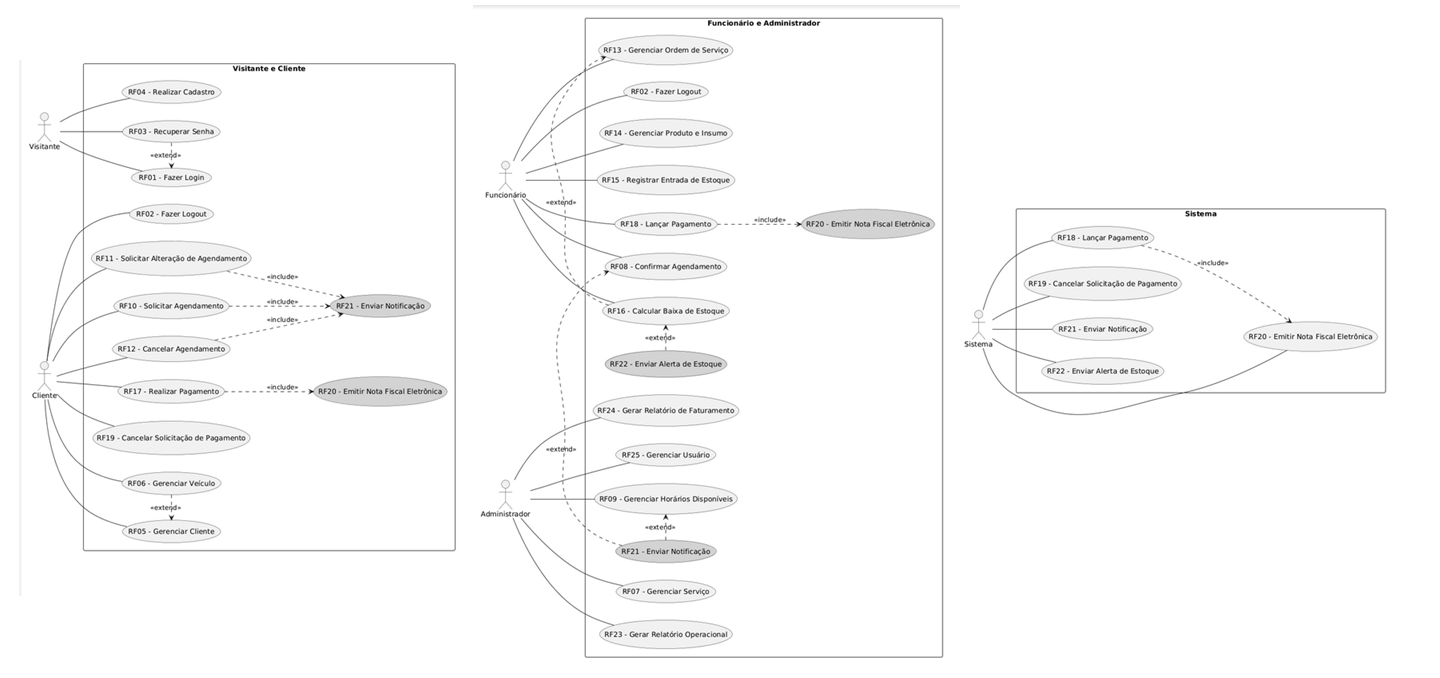 Visitante e Cliente
RF04 - Realizar Cadastro
RF03 - Recuperar Senha
Visitante
«extend»
RF01 - Fazer Login
RF02 - Fazer Logout
RF11 - Solicitar Alteração de Agendamento
«include»
RF10 - Solicitar Agendamento
«include»
RF21 - Enviar Notificação
«include»
RF12 - Cancelar Agendamento
Cliente
RF17 - Realizar Pagamento
«include»
RF20 - Emitir Nota Fiscal Eletrônica
RF19 - Cancelar Solicitação de Pagamento
RF06 - Gerenciar Veículo
«extend»
RF05 - Gerenciar Cliente
Funcionário e Administrador
RF13 - Gerenciar Ordem de Serviço
RF02 - Fazer Logout
RF14 - Gerenciar Produto e Insumo
RF15 - Registrar Entrada de Estoque
Funcionário
«extend»
RF18 - Lançar Pagamento
«include»
RF20 - Emitir Nota Fiscal Eletrônica
RF08 - Confirmar Agendamento
RF16 - Calcular Baixa de Estoque
«extend»
RF22 - Enviar Alerta de Estoque
RF24 - Gerar Relatório de Faturamento
«extend»
RF25 - Gerenciar Usuário
RF09 - Gerenciar Horários Disponíveis
Administrador
«extend»
RF21 - Enviar Notificação
RF07 - Gerenciar Serviço
RF23 - Gerar Relatório Operacional
Sistema
RF18 - Lançar Pagamento
«include»
RF19 - Cancelar Solicitação de Pagamento
RF21 - Enviar Notificação
RF20 - Emitir Nota Fiscal Eletrônica
Sistema
RF22 - Enviar Alerta de Estoque